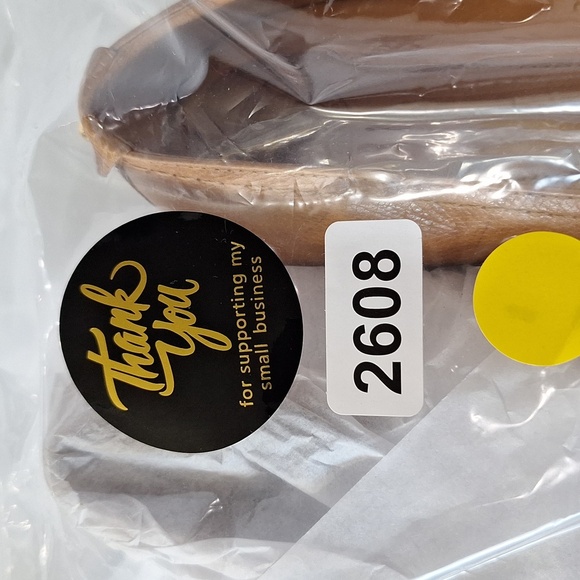 Thank
You
for supporting my
small business
2608